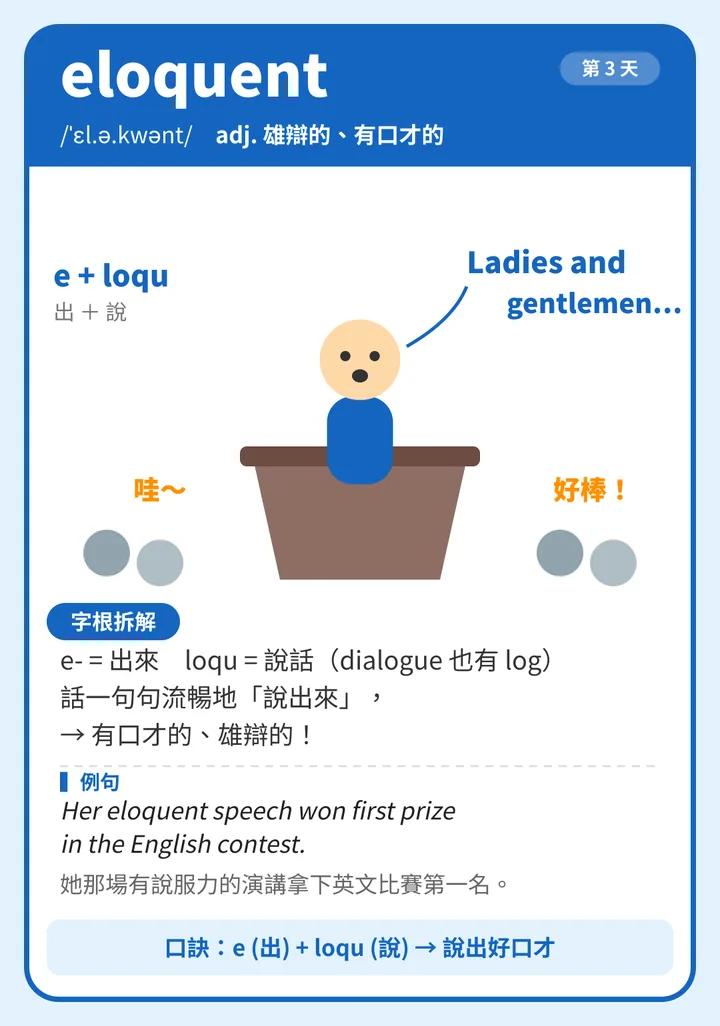 eloquent
第 3 天
/ˈɛl.ə.kwənt/ adj. 雄辯的、有口才的
e + loqu
出 ＋ 說
Ladies and
gentlemen…
哇～
好棒！
字根拆解
e- = 出來　loqu = 說話（dialogue 也有 log）
話一句句流暢地「說出來」，
→ 有口才的、雄辯的！
例句
Her eloquent speech won first prize
in the English contest.
她那場有說服力的演講拿下英文比賽第一名。
口訣：e (出) + loqu (說) → 說出好口才